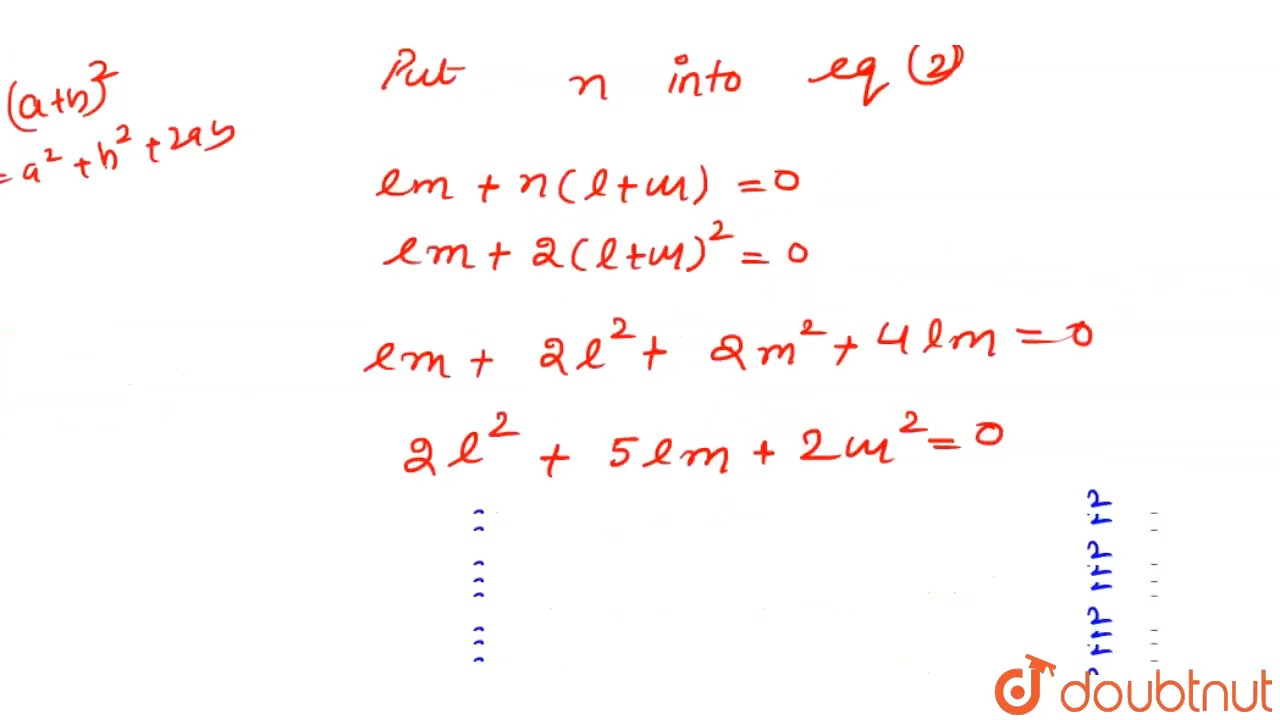 (a+b)²
= a² + b² + 2ab
Put n into eq (2)
lm + n(l+m) = 0
lm + 2(l+m)² = 0
lm + 2l² + 2m² + 4lm = 0
2l² + 5lm + 2m² = 0
doubtnut